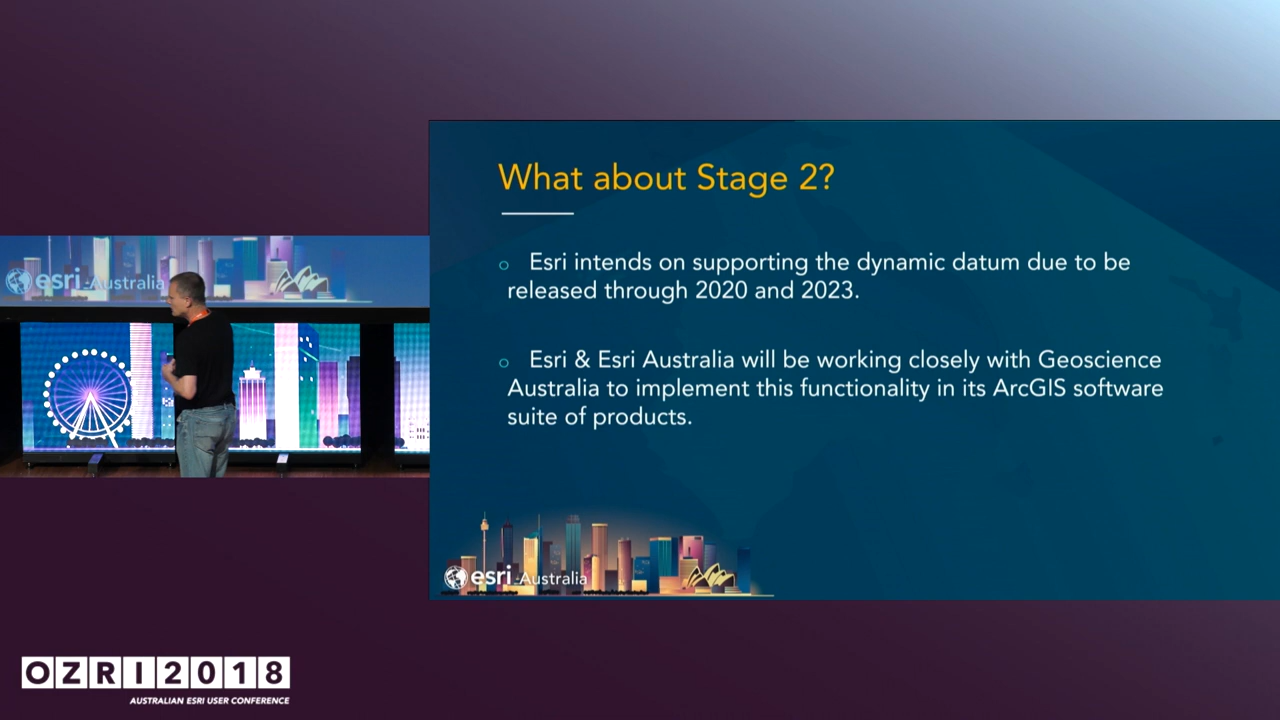 What about Stage 2?
Esri intends on supporting the dynamic datum due to be
released through 2020 and 2023.
Esri & Esri Australia will be working closely with Geoscience
Australia to implement this functionality in its ArcGIS software
suite of products.
esri Australia
esri Australia
OZRI2018
AUSTRALIAN ESRI USER CONFERENCE